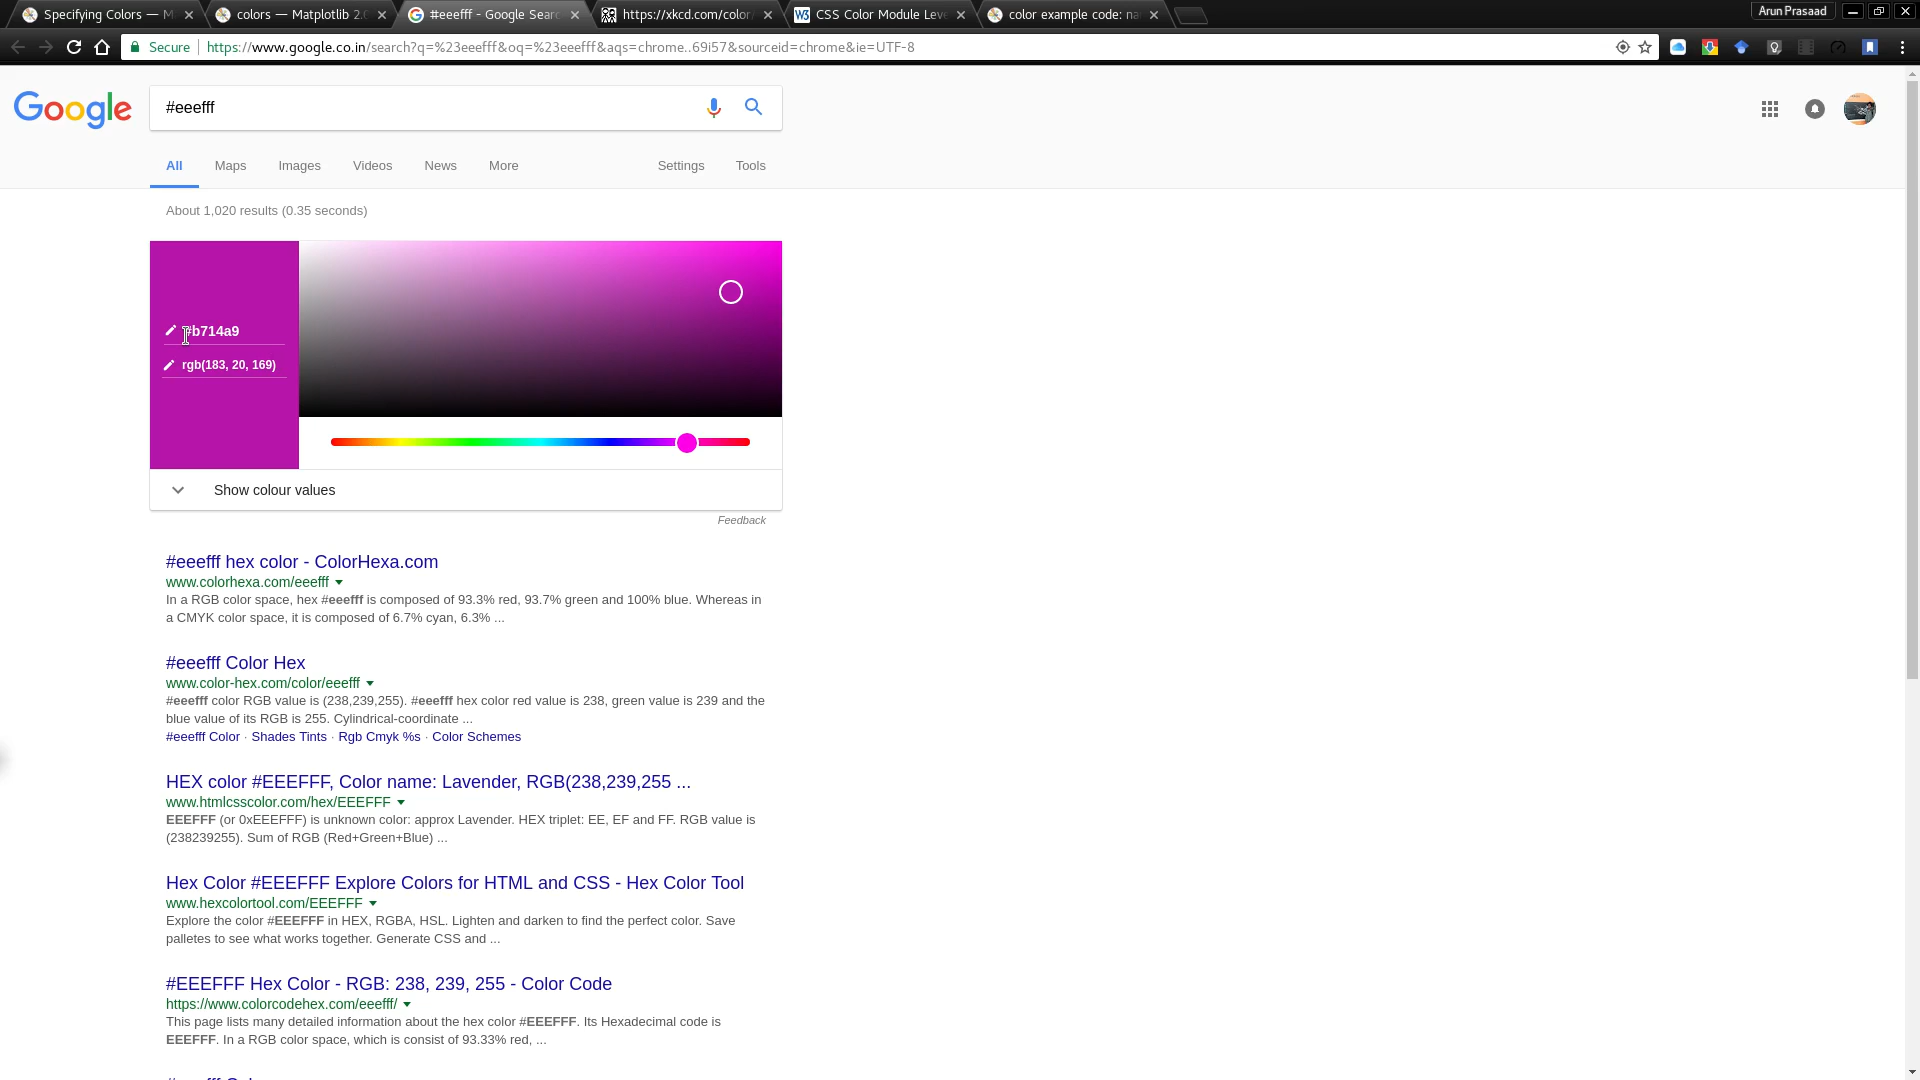 Specifying Colors — M
colors — Matplotlib 2.
#eeefff - Google Sear
https://xkcd.com/color/
CSS Color Module Lev
color example code: na
Arun Prasaad
Secure
https://www.google.co.in/search?q=%23eeefff&oq=%23eeefff&aqs=chrome..69i57&sourceid=chrome&ie=UTF-8
Google
#eeefff
All Maps Images Videos News More Settings Tools
About 1,020 results (0.35 seconds)
#b714a9
rgb(183, 20, 169)
Show colour values
Feedback
#eeefff hex color - ColorHexa.com
www.colorhexa.com/eeefff
In a RGB color space, hex #eeefff is composed of 93.3% red, 93.7% green and 100% blue. Whereas in
a CMYK color space, it is composed of 6.7% cyan, 6.3% ...
#eeefff Color Hex
www.color-hex.com/color/eeefff
#eeefff color RGB value is (238,239,255). #eeefff hex color red value is 238, green value is 239 and the
blue value of its RGB is 255. Cylindrical-coordinate ...
#eeefff Color · Shades Tints · Rgb Cmyk %s · Color Schemes
HEX color #EEEFFF, Color name: Lavender, RGB(238,239,255 ...
www.htmlcsscolor.com/hex/EEEFFF
EEEFFF (or 0xEEEFFF) is unknown color: approx Lavender. HEX triplet: EE, EF and FF. RGB value is
(238239255). Sum of RGB (Red+Green+Blue) ...
Hex Color #EEEFFF Explore Colors for HTML and CSS - Hex Color Tool
www.hexcolortool.com/EEEFFF
Explore the color #EEEFFF in HEX, RGBA, HSL. Lighten and darken to find the perfect color. Save
palletes to see what works together. Generate CSS and ...
#EEEFFF Hex Color - RGB: 238, 239, 255 - Color Code
https://www.colorcodehex.com/eeefff/
This page lists many detailed information about the hex color #EEEFFF. Its Hexadecimal code is
EEEFFF. In a RGB color space, which is consist of 93.33% red, ...